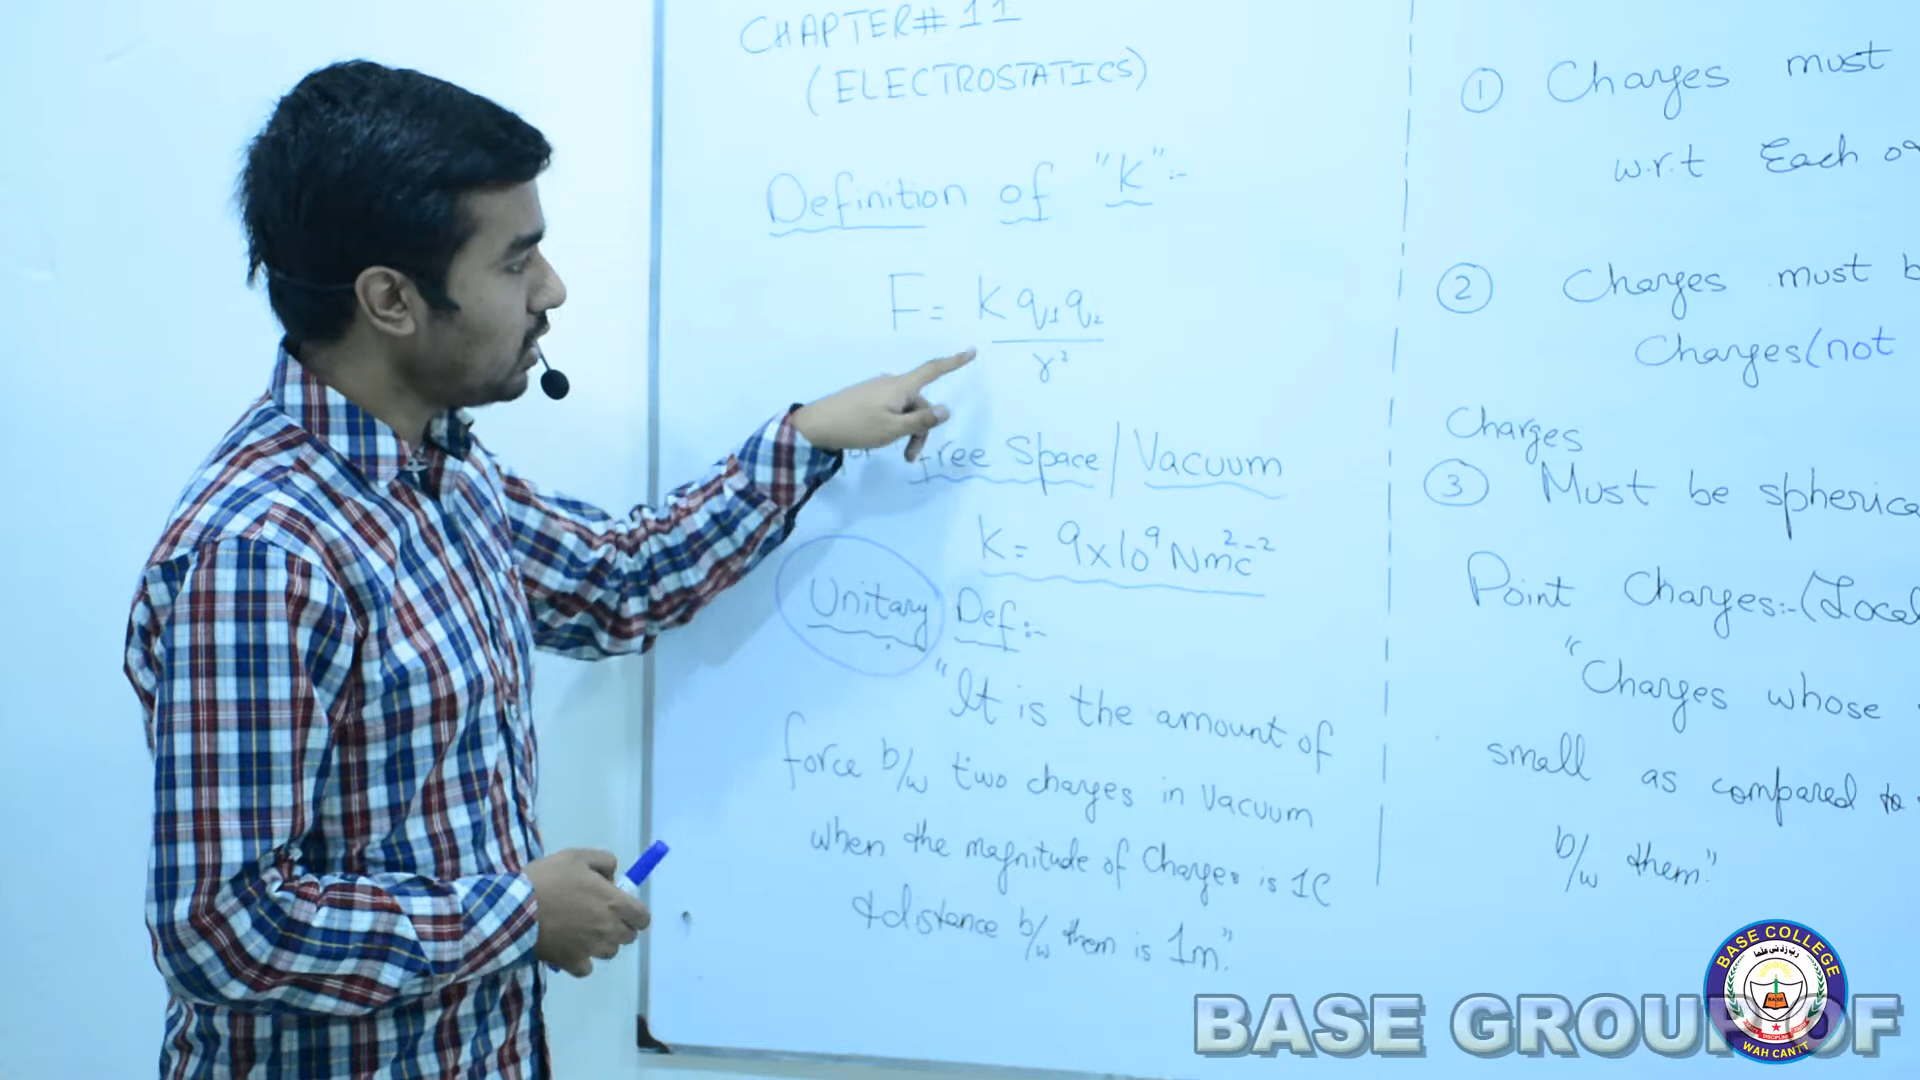 CHAPTER# 11
(ELECTROSTATICS)
Definition of "K":-
F = K q1 q2
r²
free space / Vacuum
K = 9x10⁹ Nm²c⁻²
Unitary Def:-
"It is the amount of
force b/w two charges in Vacuum
when the magnitude of Charges is 1C
& distance b/w them is 1m".
① Charges must
w.r.t Each
② Charges must
Charges (not
Charges
③ Must be
Point Charges:-
"Charges whose
small as compared to
b/w them."
BASE COLLEGE
BASE
DISCIPLINE
WAH CANTT
BASE GROUP OF